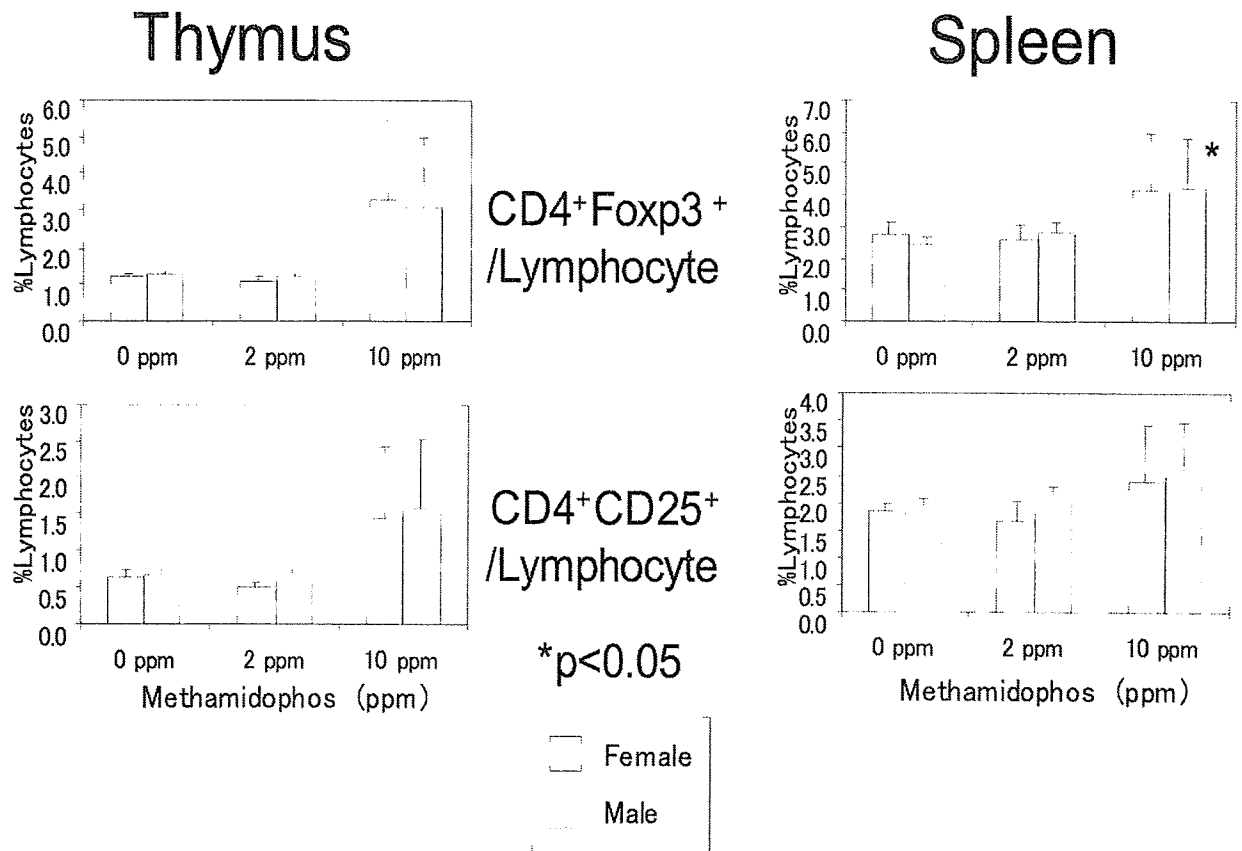 Thymus
Spleen
%Lymphocytes
6.0
5.0
4.0
3.0
2.0
1.0
0.0
0 ppm 2 ppm 10 ppm
CD4⁺Foxp3 ⁺
/Lymphocyte
%Lymphocytes
7.0
6.0
5.0
4.0
3.0
2.0
1.0
0.0
*
0 ppm 2 ppm 10 ppm
%Lymphocytes
3.0
2.5
2.0
1.5
1.0
0.5
0.0
0 ppm 2 ppm 10 ppm
Methamidophos (ppm)
CD4⁺CD25⁺
/Lymphocyte
*p<0.05
%Lymphocytes
4.0
3.5
3.0
2.5
2.0
1.5
1.0
0.5
0.0
0 ppm 2 ppm 10 ppm
Methamidophos (ppm)
Female
Male